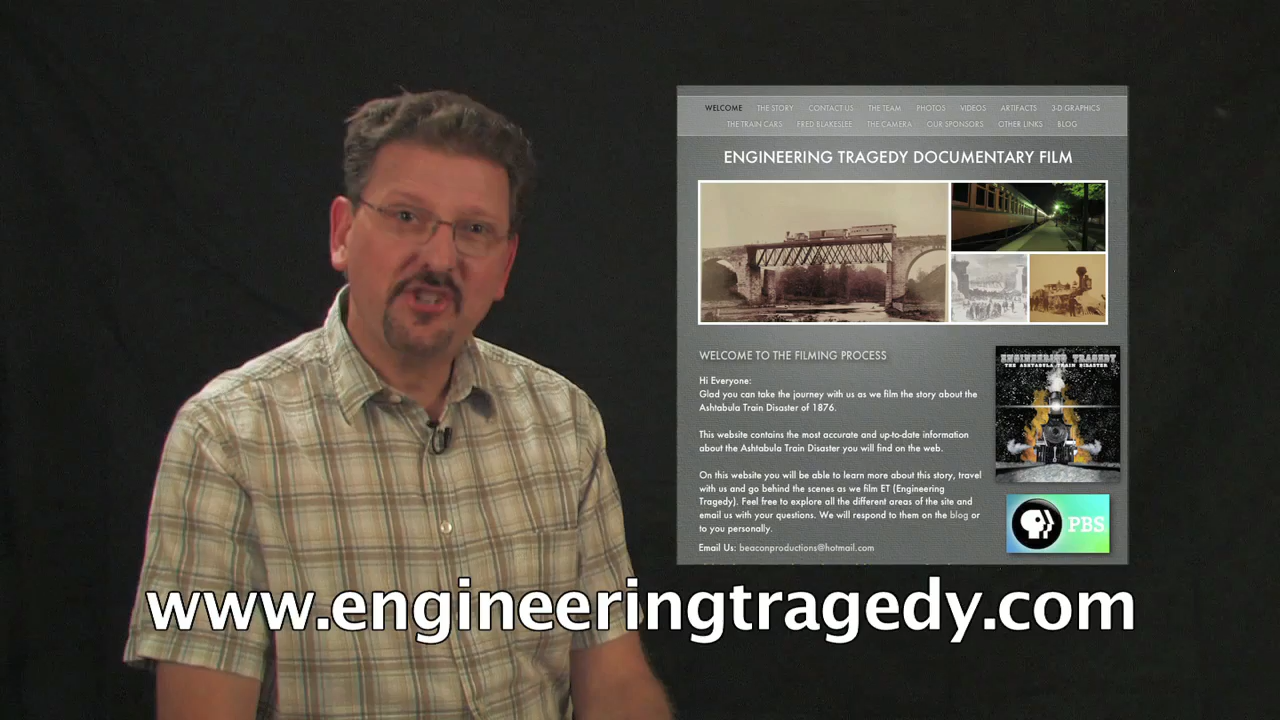 WELCOME THE STORY CONTACT US THE TEAM PHOTOS VIDEOS ARTIFACTS 3-D GRAPHICS
THE TRAIN CARS FRED BLAKESLEE THE CAMERA OUR SPONSORS OTHER LINKS BLOG
ENGINEERING TRAGEDY DOCUMENTARY FILM
WELCOME TO THE FILMING PROCESS
Hi Everyone:
Glad you can take the journey with us as we film the story about the
Ashtabula Train Disaster of 1876.
This website contains the most accurate and up-to-date information
about the Ashtabula Train Disaster you will find on the web.
On this website you will be able to learn more about this story, travel
with us and go behind the scenes as we film ET (Engineering
Tragedy). Feel free to explore all the different areas of the site and
email us with your questions. We will respond to them on the blog or
to you personally.
Email Us: beaconproductions@hotmail.com
ENGINEERING TRAGEDY
THE ASHTABULA TRAIN DISASTER
PBS
www.engineeringtragedy.com